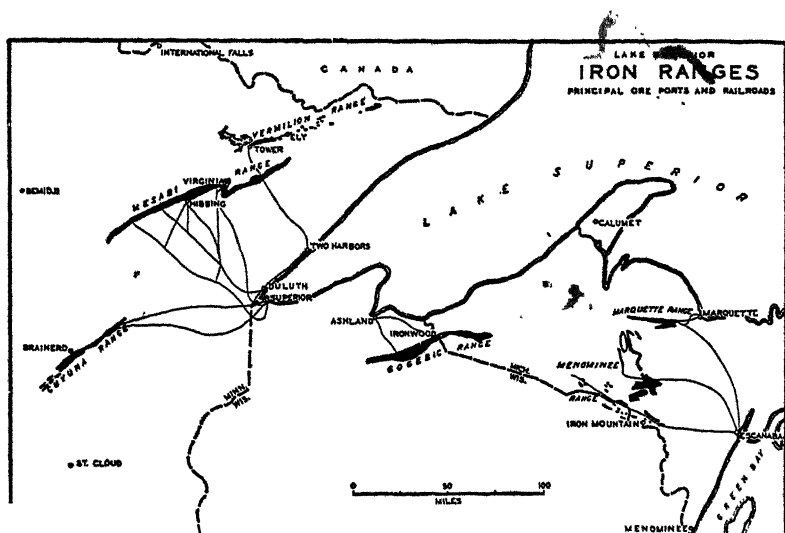 LAKE
IRON RANGES
PRINCIPAL ORE PORTS AND RAILROADS
INTERNATIONAL FALLS
CANADA
VERMILION RANGE
ELY
TOWER
BEMIDJI
VIRGINIA
MESABI RANGE
HIBBING
LAKE SUPERIOR
CALUMET
TWO HARBORS
DULUTH
SUPERIOR
MARQUETTE RANGE
MARQUETTE
ASHLAND
IRONWOOD
GOGEBIC RANGE
BRAINERD
CUYUNA RANGE
MINN.
WIS.
MICH.
WIS.
MENOMINEE
RANGE
IRON MOUNTAIN
ESCANABA
ST. CLOUD
0 50 100
MILES
GREEN BAY
MENOMINEE